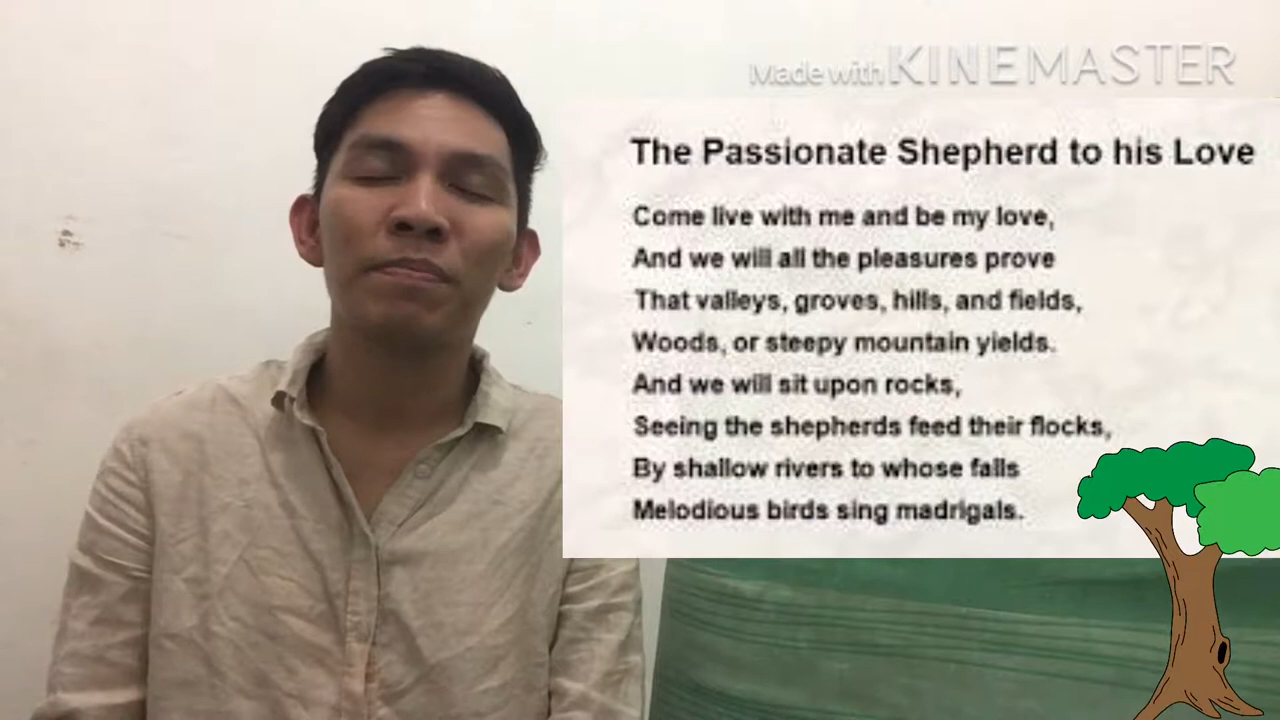 Made with KINEMASTER
The Passionate Shepherd to his Love
Come live with me and be my love,
And we will all the pleasures prove
That valleys, groves, hills, and fields,
Woods, or steepy mountain yields.
And we will sit upon rocks,
Seeing the shepherds feed their flocks,
By shallow rivers to whose falls
Melodious birds sing madrigals.